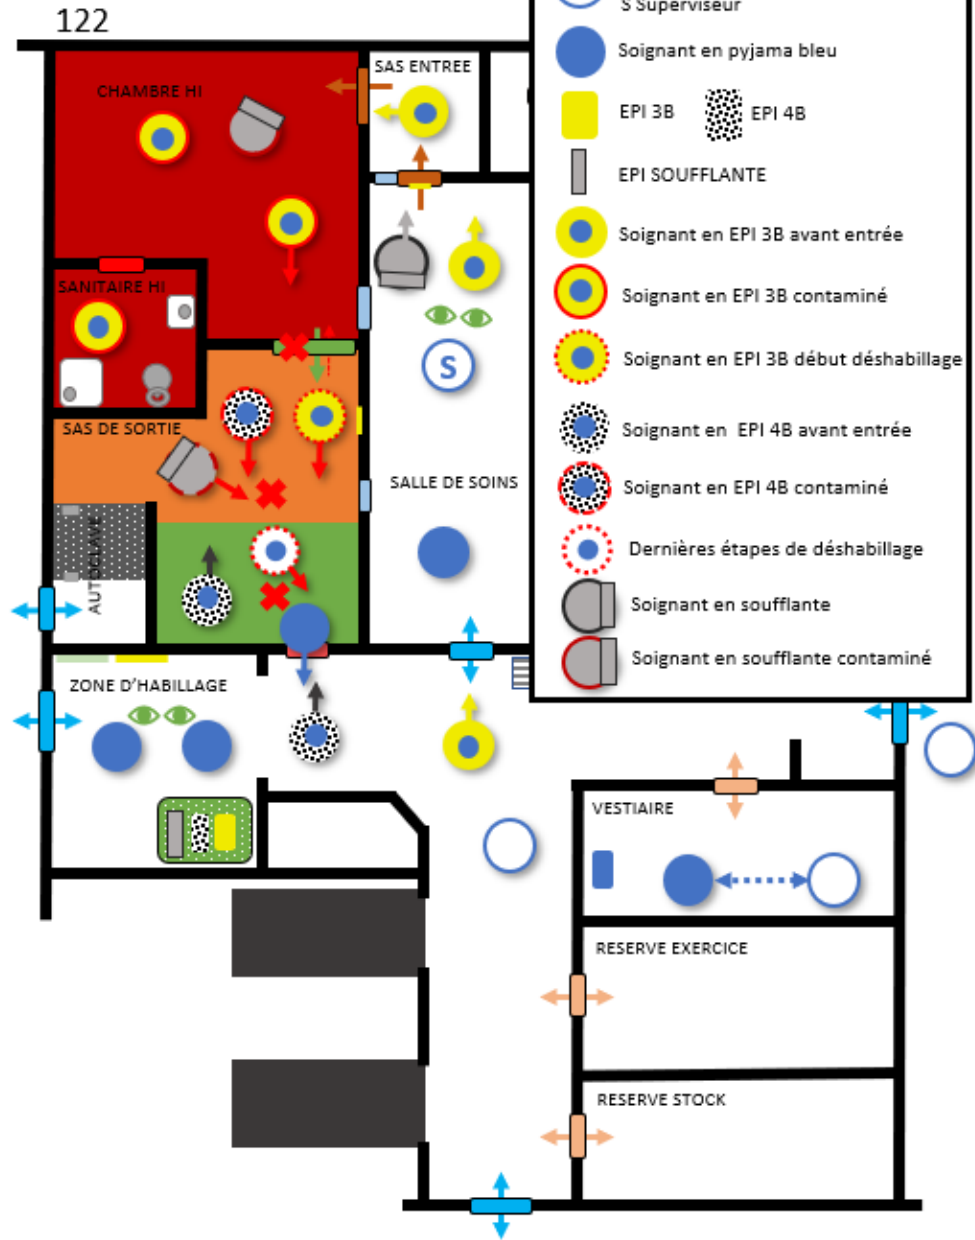 122
S Superviseur
Soignant en pyjama bleu
EPI 3B
EPI 4B
EPI SOUFFLANTE
Soignant en EPI 3B avant entrée
Soignant en EPI 3B contaminé
Soignant en EPI 3B début déshabillage
Soignant en EPI 4B avant entrée
Soignant en EPI 4B contaminé
Dernières étapes de déshabillage
Soignant en soufflante
Soignant en soufflante contaminé
CHAMBRE HI
SAS ENTREE
SANITAIRE HI
S
SAS DE SORTIE
SALLE DE SOINS
AUTOCLAVE
ZONE D'HABILLAGE
VESTIAIRE
RESERVE EXERCICE
RESERVE STOCK